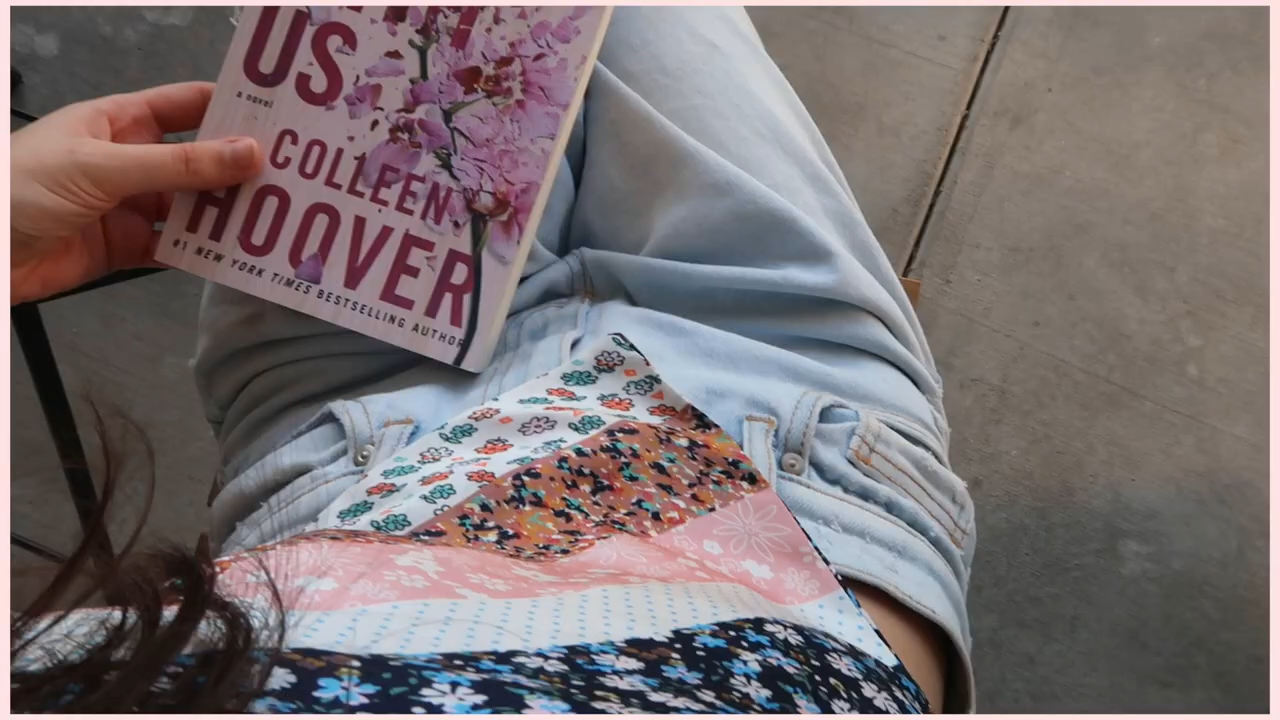 US
a novel
COLLEEN
HOOVER
#1 NEW YORK TIMES BESTSELLING AUTHOR